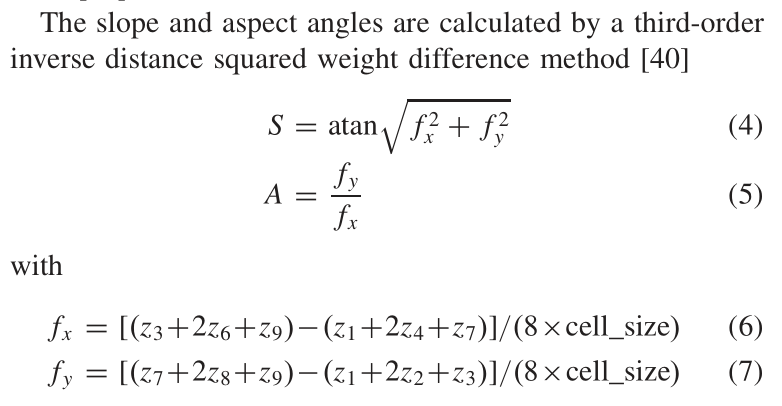 The slope and aspect angles are calculated by a third-order
inverse distance squared weight difference method [40]
S = atan√(f_x^2 + f_y^2) (4)
A = f_y/f_x (5)
with
f_x = [(z_3+2z_6+z_9)−(z_1+2z_4+z_7)]/(8×cell_size) (6)
f_y = [(z_7+2z_8+z_9)−(z_1+2z_2+z_3)]/(8×cell_size) (7)